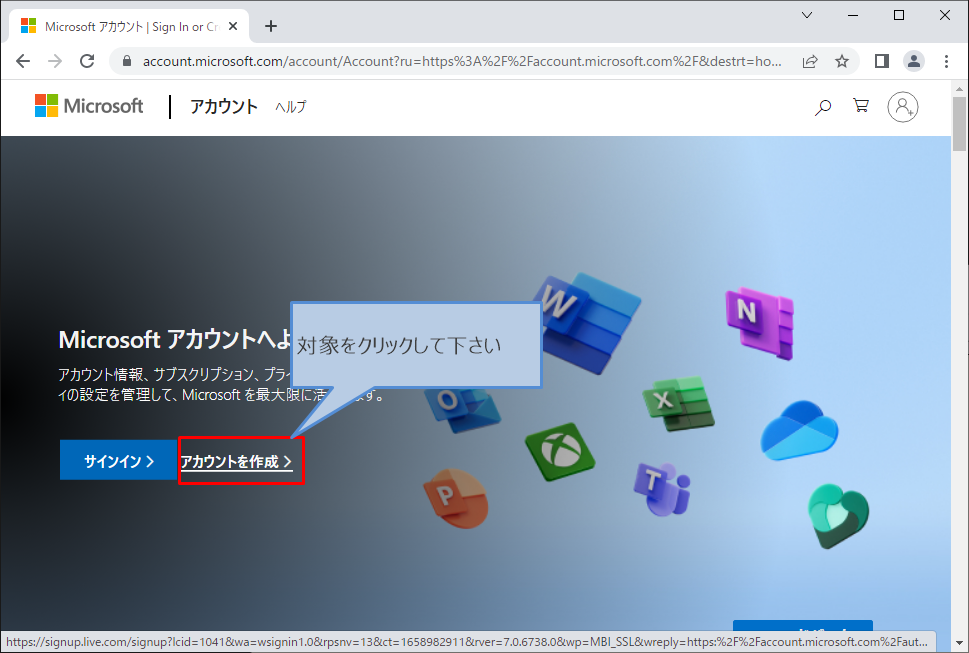 Microsoft アカウント | Sign In or Cr
account.microsoft.com/account/Account?ru=https%3A%2F%2Faccount.microsoft.com%2F&destrt=ho...
Microsoft アカウント ヘルプ
Microsoft アカウントへよ
対象をクリックして下さい
アカウント情報、サブスクリプション、プライ
ィの設定を管理して、Microsoft を最大限に活
ます。
サインイン
アカウントを作成
W
N
O
X
P
T
https://signup.live.com/signup?lcid=1041&wa=wsignin1.0&rpsnv=13&ct=1658982911&rver=7.0.6738.0&wp=MBI_SSL&wreply=https:%2F%2Faccount.microsoft.com%2Faut...